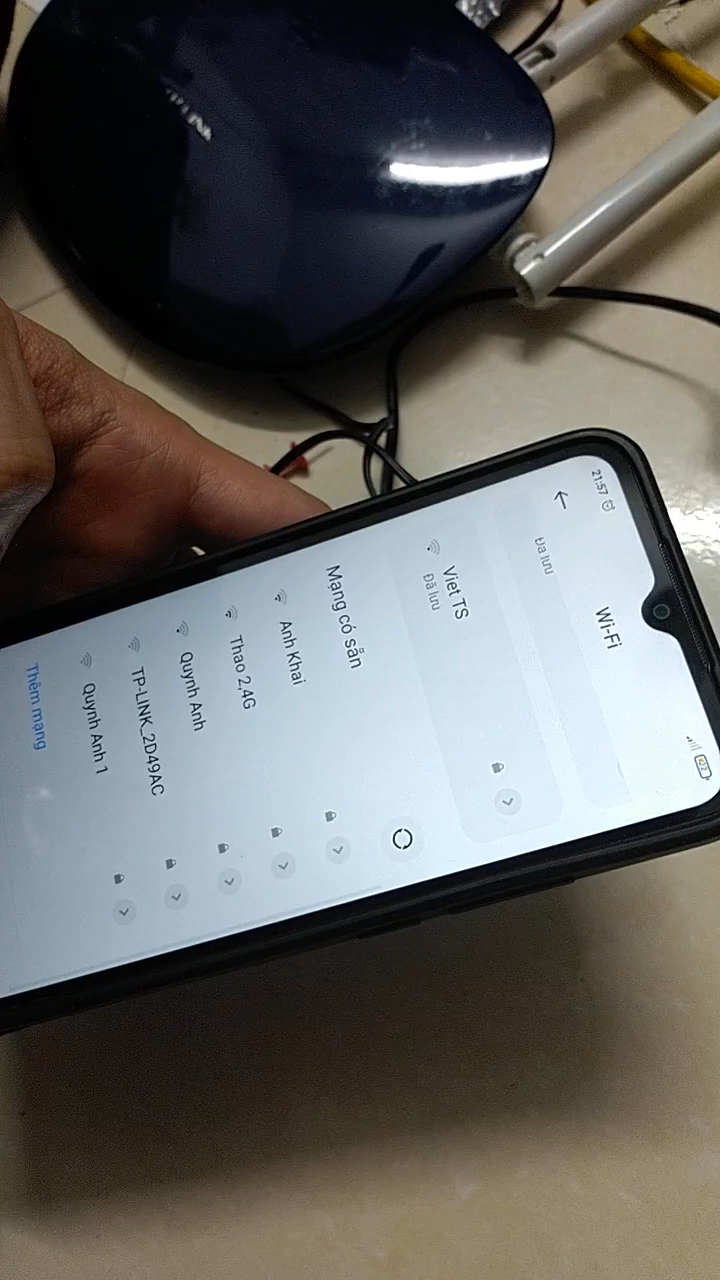 21:57
22
Wi-Fi
Đã lưu
Viet TS
Đã lưu
Mạng có sẵn
Anh Khai
Thao 2,4G
Quynh Anh
TP-LINK_2D49AC
Quynh Anh 1
Thêm mạng